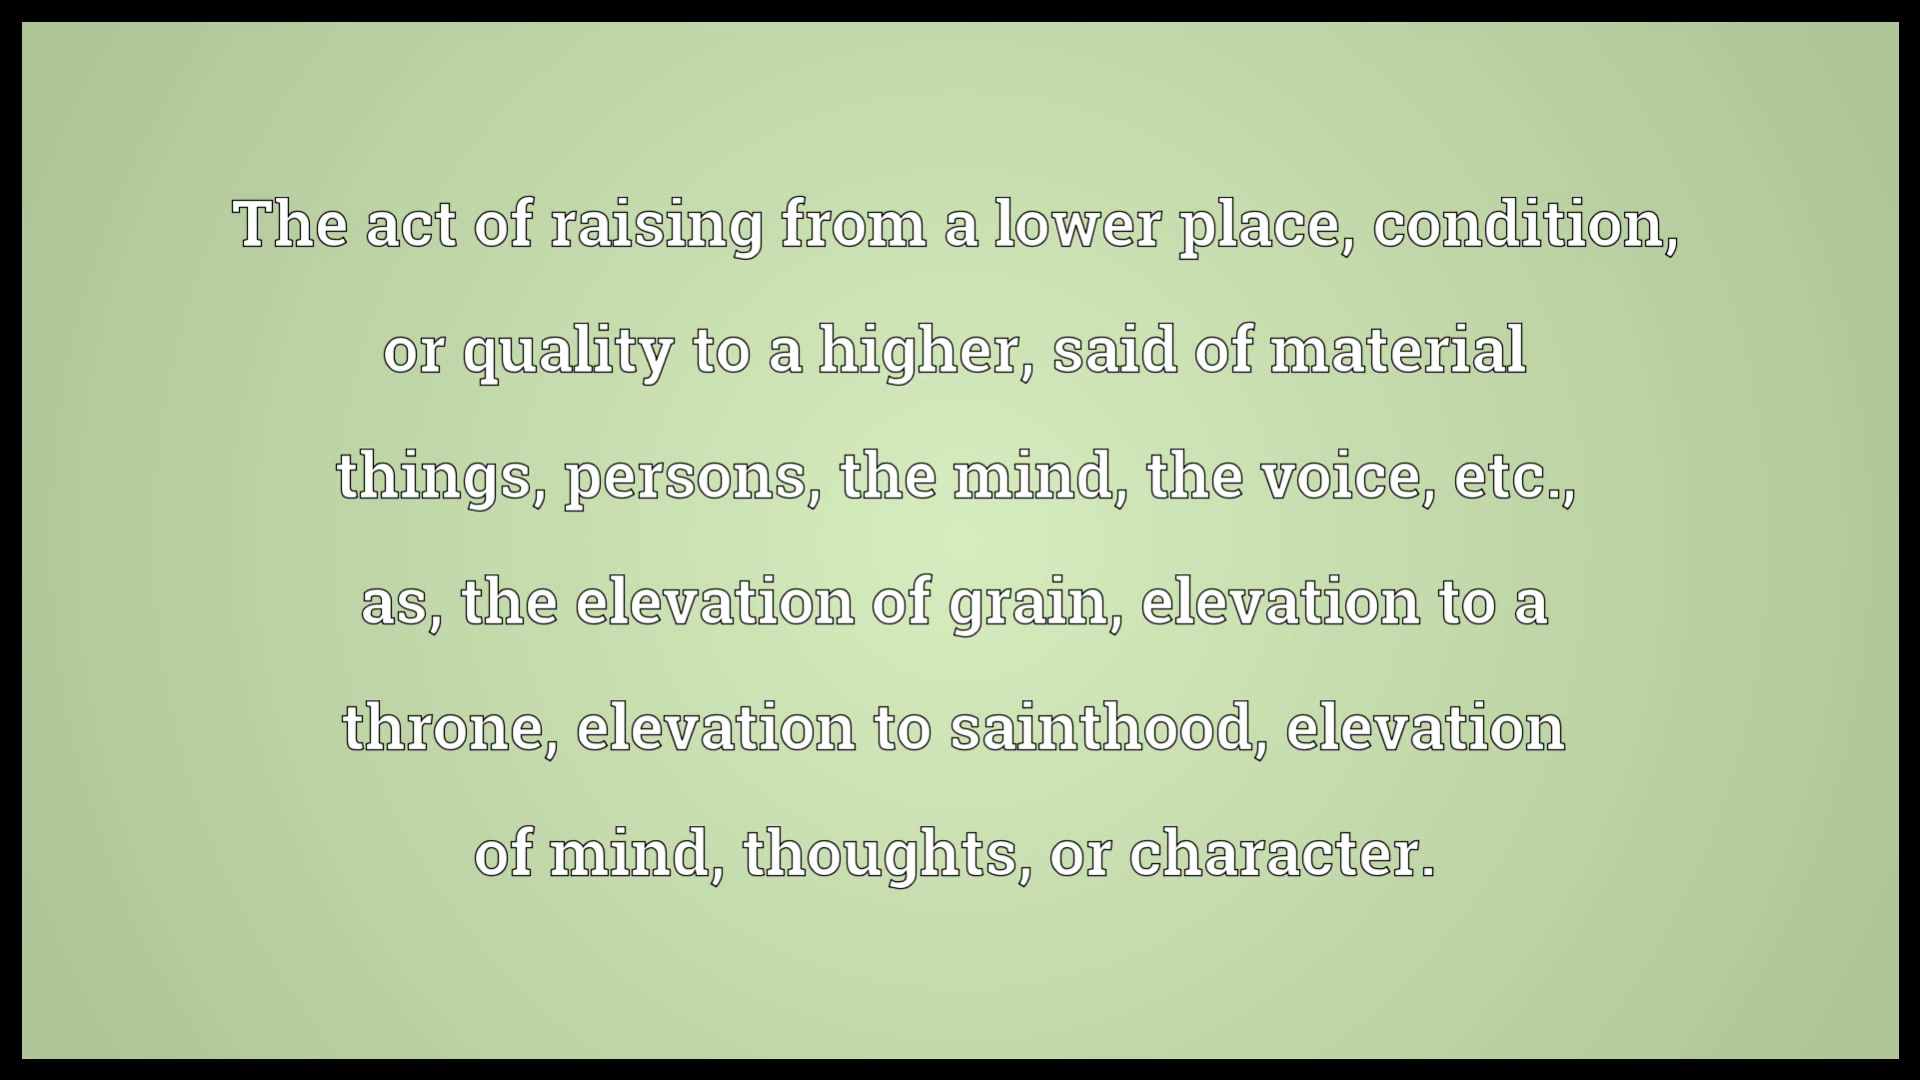 The act of raising from a lower place, condition,
or quality to a higher, said of material
things, persons, the mind, the voice, etc.,
as, the elevation of grain, elevation to a
throne, elevation to sainthood, elevation
of mind, thoughts, or character.